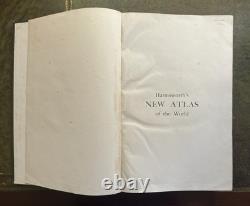 Harmsworth's
NEW ATLAS
of the World